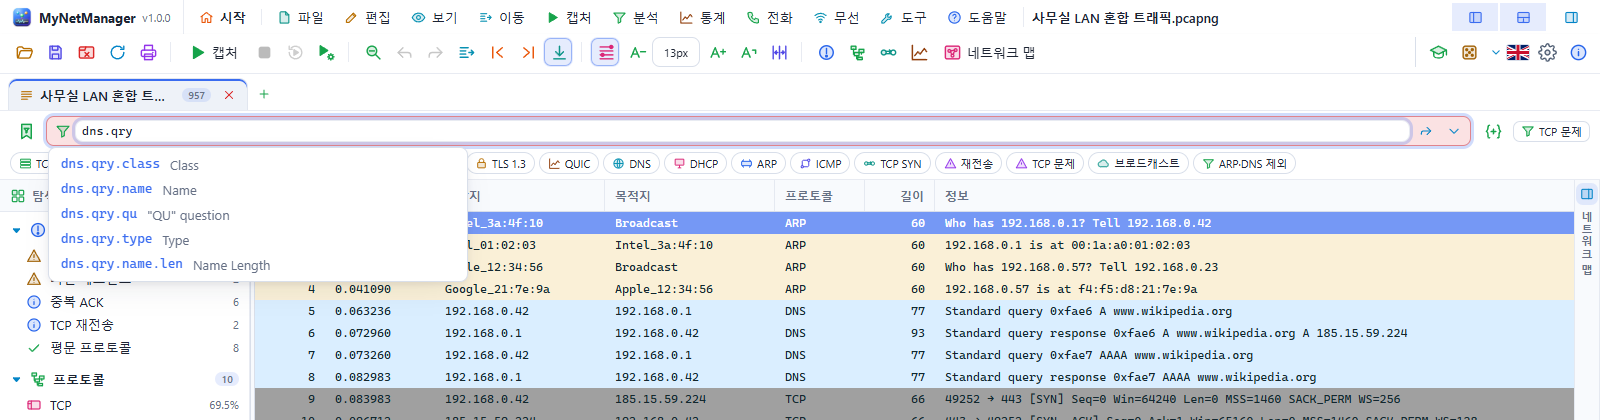 MyNetManager v1.0.0 시작 파일 편집 보기 이동 캡처 분석 통계 전화 무선 도구 도움말 사무실 LAN 혼합 트래픽.pcapng
캡처 A− 13px A+ A 네트워크 맵
사무실 LAN 혼합 트... 957
dns.qry TCP 문제
TLS 1.3 QUIC DNS DHCP ARP ICMP TCP SYN 재전송 TCP 문제 브로드캐스트 ARP·DNS 제외
dns.qry.class Class
dns.qry.name Name
dns.qry.qu "QU" question
dns.qry.type Type
dns.qry.name.len Name Length
목적지 프로토콜 길이 정보
:el_3a:4f:10 Broadcast ARP 60 Who has 192.168.0.1? Tell 192.168.0.42
:l_01:02:03 Intel_3a:4f:10 ARP 60 192.168.0.1 is at 00:1a:a0:01:02:03
:le_12:34:56 Broadcast ARP 60 Who has 192.168.0.57? Tell 192.168.0.23
4 0.041090 Google_21:7e:9a Apple_12:34:56 ARP 60 192.168.0.57 is at f4:f5:d8:21:7e:9a
5 0.063236 192.168.0.42 192.168.0.1 DNS 77 Standard query 0xfae6 A www.wikipedia.org
6 0.072960 192.168.0.1 192.168.0.42 DNS 93 Standard query response 0xfae6 A www.wikipedia.org A 185.15.59.224
7 0.073260 192.168.0.42 192.168.0.1 DNS 77 Standard query 0xfae7 AAAA www.wikipedia.org
8 0.082983 192.168.0.1 192.168.0.42 DNS 77 Standard query response 0xfae7 AAAA www.wikipedia.org
9 0.083983 192.168.0.42 185.15.59.224 TCP 66 49252 → 443 [SYN] Seq=0 Win=64240 Len=0 MSS=1460 SACK_PERM WS=256
중복 ACK 6
TCP 재전송 2
평문 프로토콜 8
프로토콜 10
TCP 69.5%
네트워크 맵